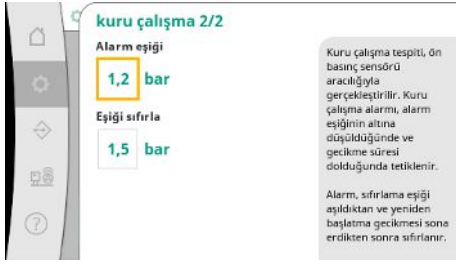 kuru çalışma 2/2
Alarm eşiği
1,2 bar
Eşiği sıfırla
1,5 bar
Kuru çalışma tespiti, ön
basınç sensörü
aracılığıyla
gerçekleştirilir. Kuru
çalışma alarmı, alarm
eşiğinin altına
düşüldüğünde ve
gecikme süresi
dolduğunda tetiklenir.
Alarm, sıfırlama eşiği
aşıldıktan ve yeniden
başlatma gecikmesi sona
erdikten sonra sıfırlanır.